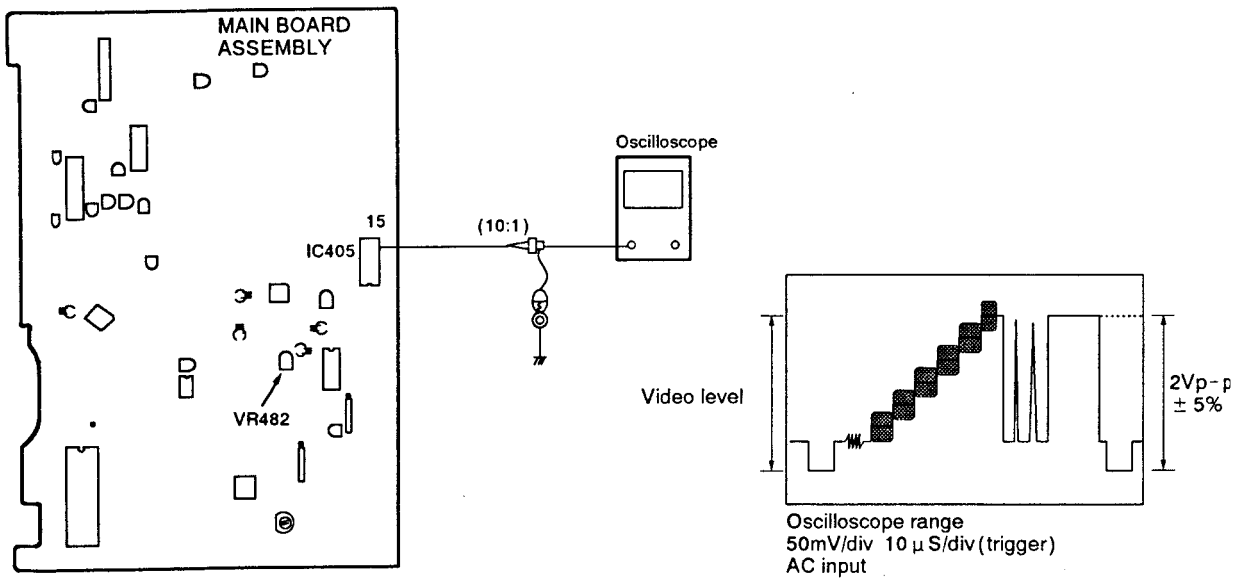 MAIN BOARD
ASSEMBLY
Oscilloscope
15
(10:1)
IC405
VR482
Video level
2Vp-p
± 5%
Oscilloscope range
50mV/div 10 μS/div (trigger)
AC input